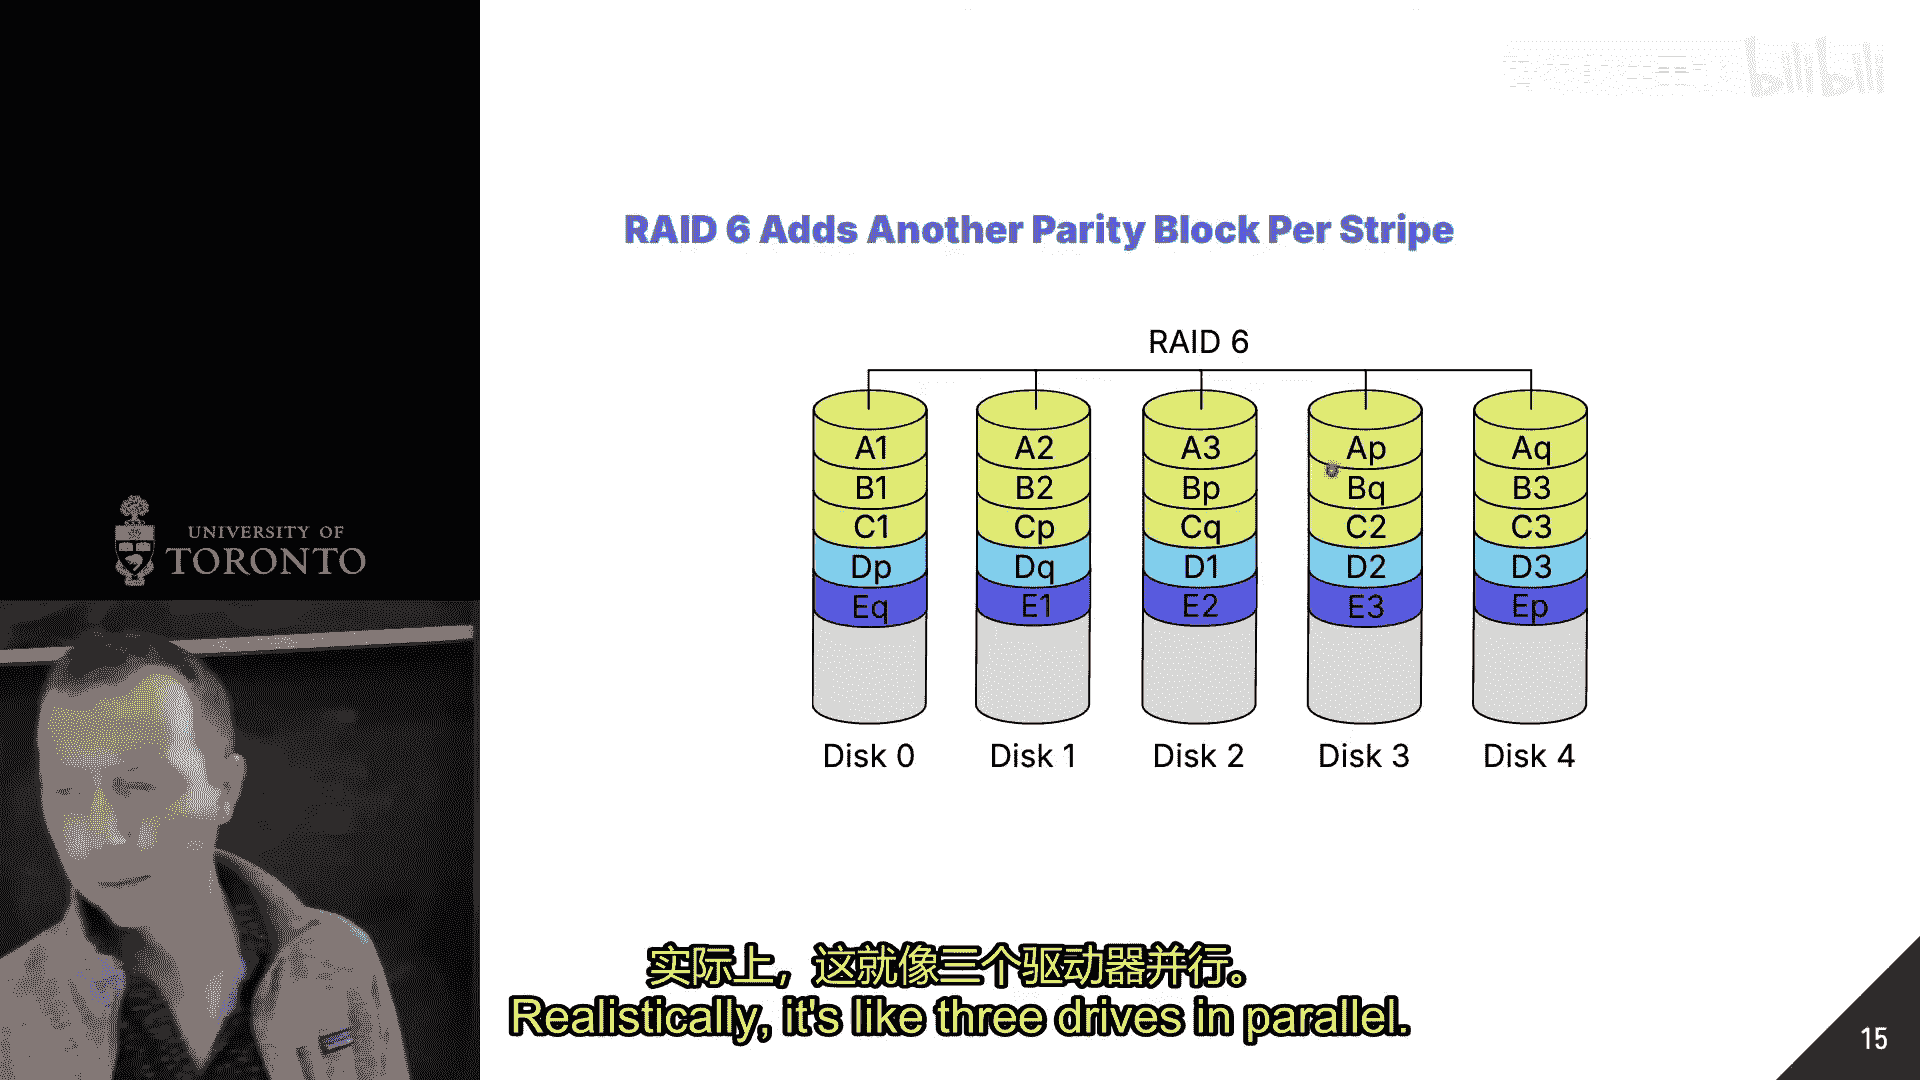 bilibili
RAID 6 Adds Another Parity Block Per Stripe
RAID 6
A1 A2 A3 Ap Aq
B1 B2 Bp Bq B3
C1 Cp Cq C2 C3
Dp Dq D1 D2 D3
Eq E1 E2 E3 Ep
Disk 0 Disk 1 Disk 2 Disk 3 Disk 4
UNIVERSITY OF
TORONTO
实际上，这就像三个驱动器并行。
Realistically, it's like three drives in parallel.
15